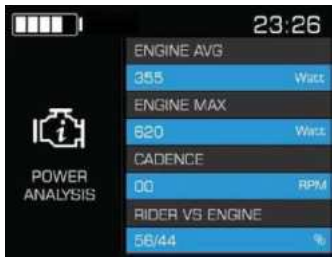 23:26
ENGINE AVG
355 Watt
ENGINE MAX
620 Watt
POWER
ANALYSIS
CADENCE
00 RPM
RIDER VS ENGINE
56/44 %